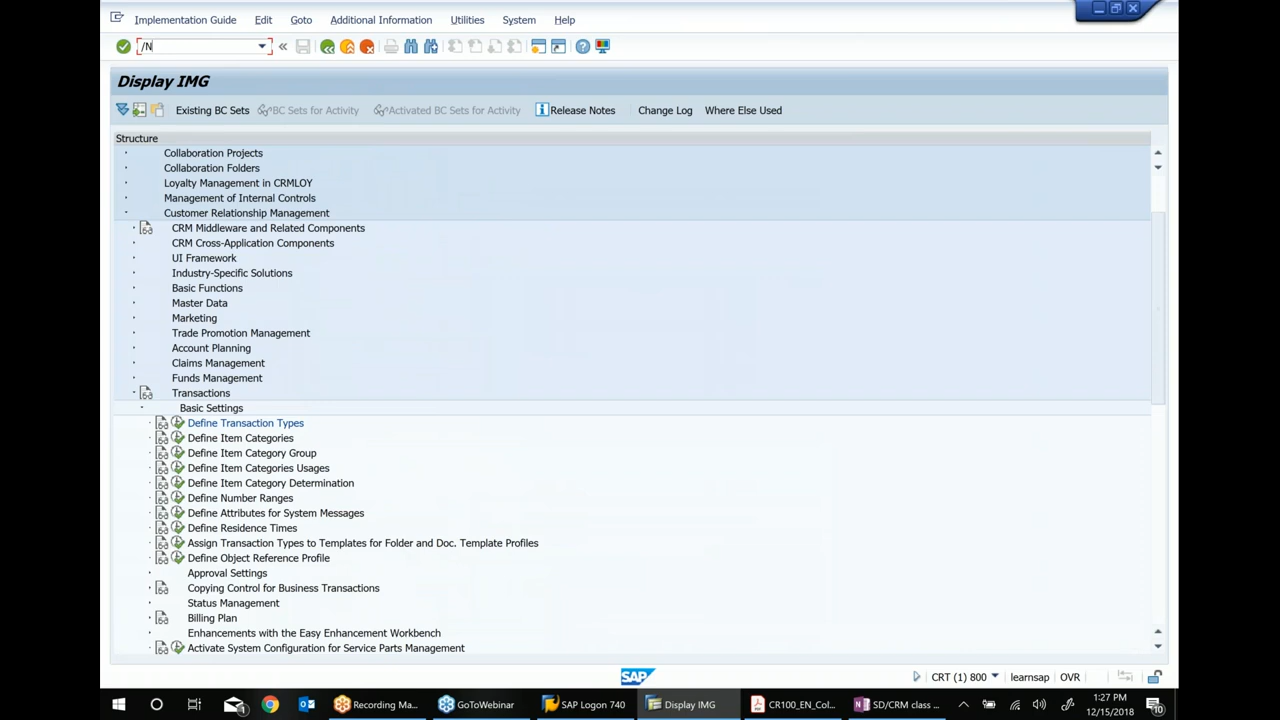 Implementation Guide Edit Goto Additional Information Utilities System Help
/N
Display IMG
Existing BC Sets BC Sets for Activity Activated BC Sets for Activity Release Notes Change Log Where Else Used
Structure
Collaboration Projects
Collaboration Folders
Loyalty Management in CRMLOY
Management of Internal Controls
Customer Relationship Management
CRM Middleware and Related Components
CRM Cross-Application Components
UI Framework
Industry-Specific Solutions
Basic Functions
Master Data
Marketing
Trade Promotion Management
Account Planning
Claims Management
Funds Management
Transactions
Basic Settings
Define Transaction Types
Define Item Categories
Define Item Category Group
Define Item Categories Usages
Define Item Category Determination
Define Number Ranges
Define Attributes for System Messages
Define Residence Times
Assign Transaction Types to Templates for Folder and Doc. Template Profiles
Define Object Reference Profile
Approval Settings
Copying Control for Business Transactions
Status Management
Billing Plan
Enhancements with the Easy Enhancement Workbench
Activate System Configuration for Service Parts Management
SAP CRT (1) 800 learnsap OVR
Recording Ma... GoToWebinar SAP Logon 740 Display IMG CR100_EN_Col... SD/CRM class ... 1:27 PM
12/15/2018 10